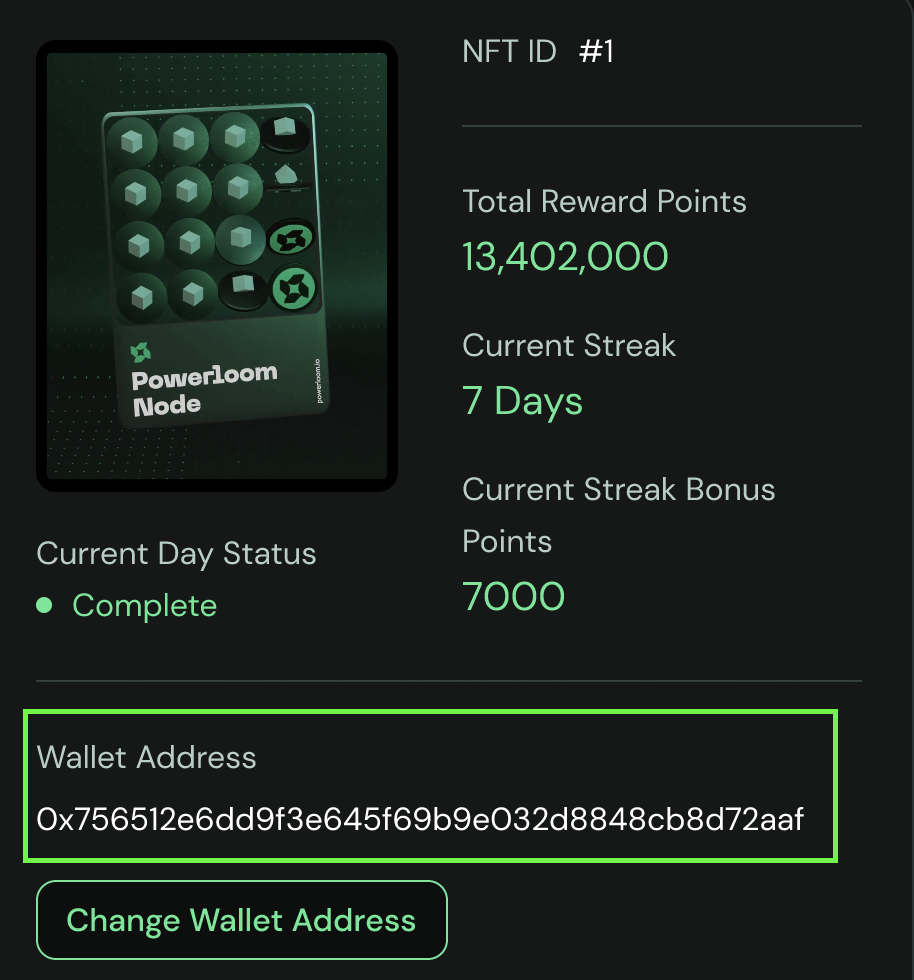 NFT ID #1
Total Reward Points
13,402,000
Current Streak
7 Days
Current Streak Bonus
Points
7000
Powerloom
Node
powerloom.io
Current Day Status
Complete
Wallet Address
0x756512e6dd9f3e645f69b9e032d8848cb8d72aaf
Change Wallet Address